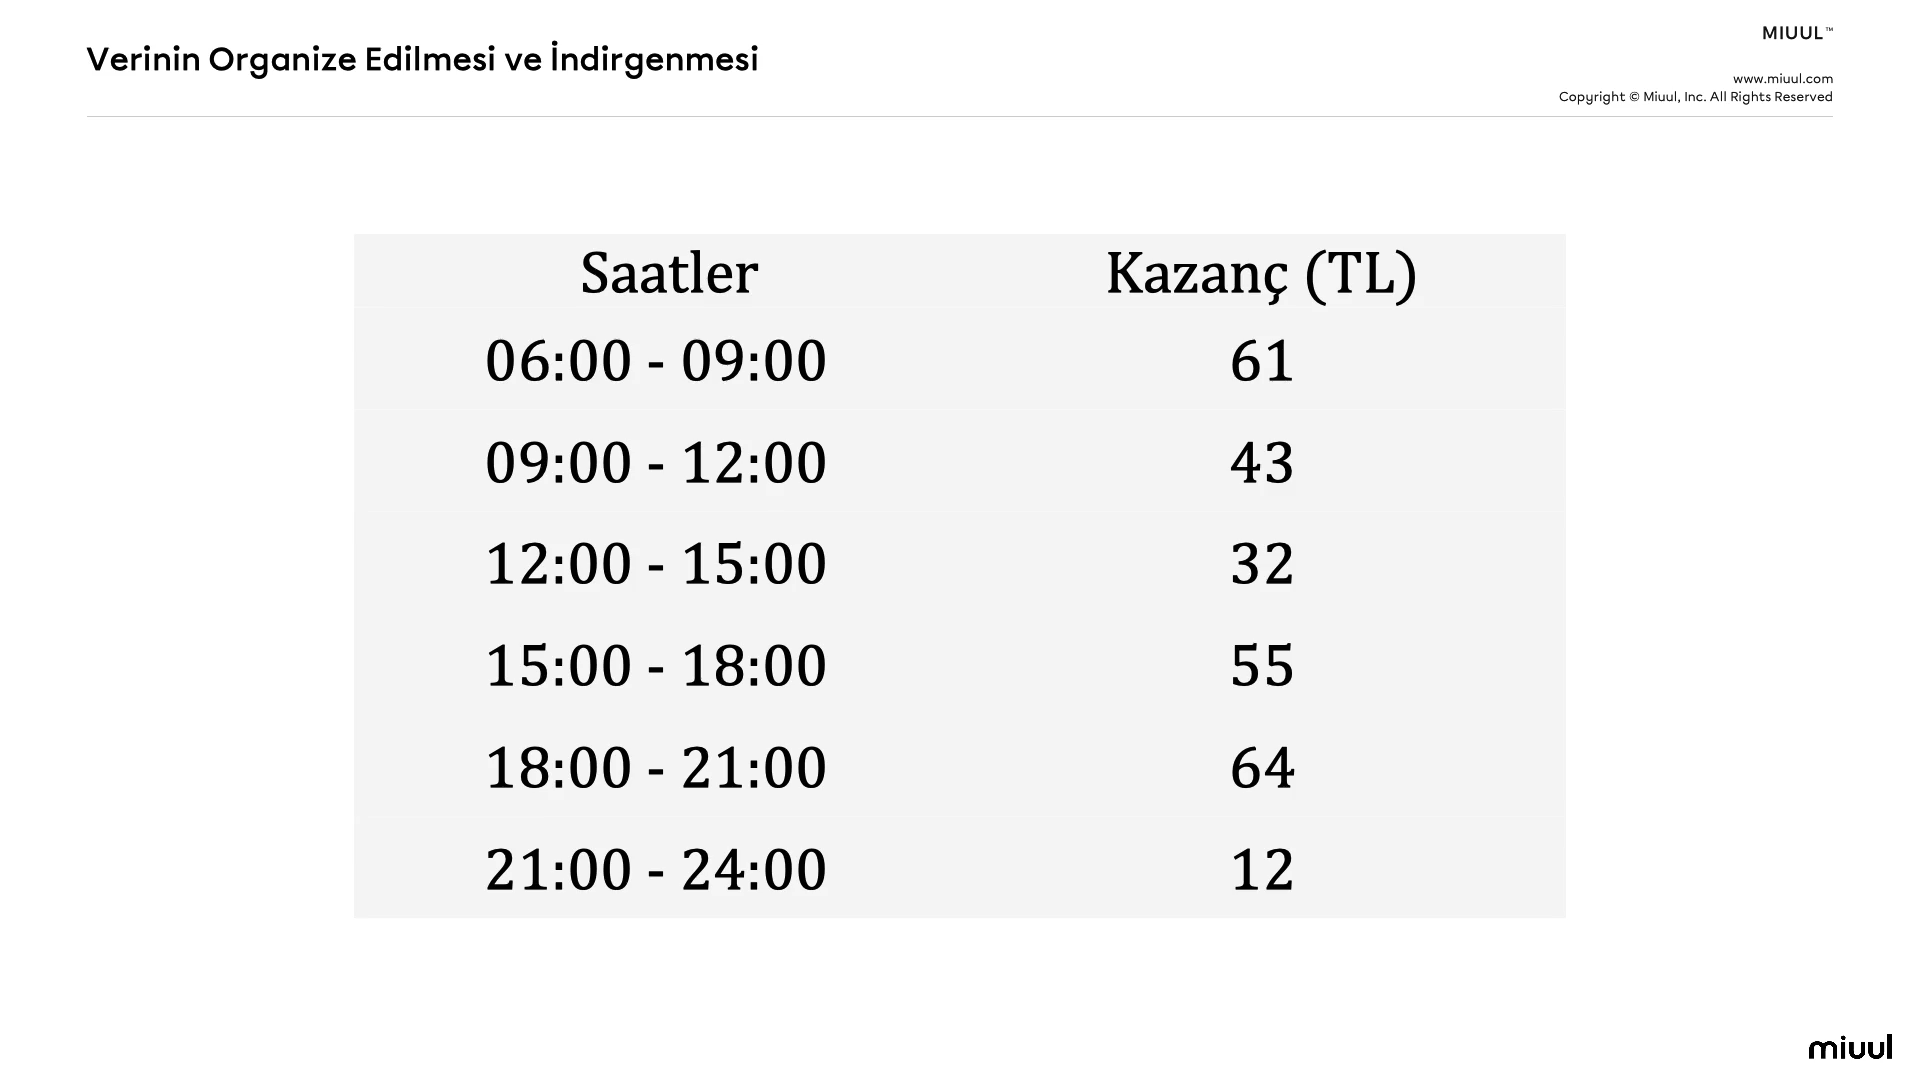 Verinin Organize Edilmesi ve İndirgenmesi
MIUUL™
www.miuul.com
Copyright © Miuul, Inc. All Rights Reserved
Saatler Kazanç (TL)
06:00 - 09:00 61
09:00 - 12:00 43
12:00 - 15:00 32
15:00 - 18:00 55
18:00 - 21:00 64
21:00 - 24:00 12
miuul